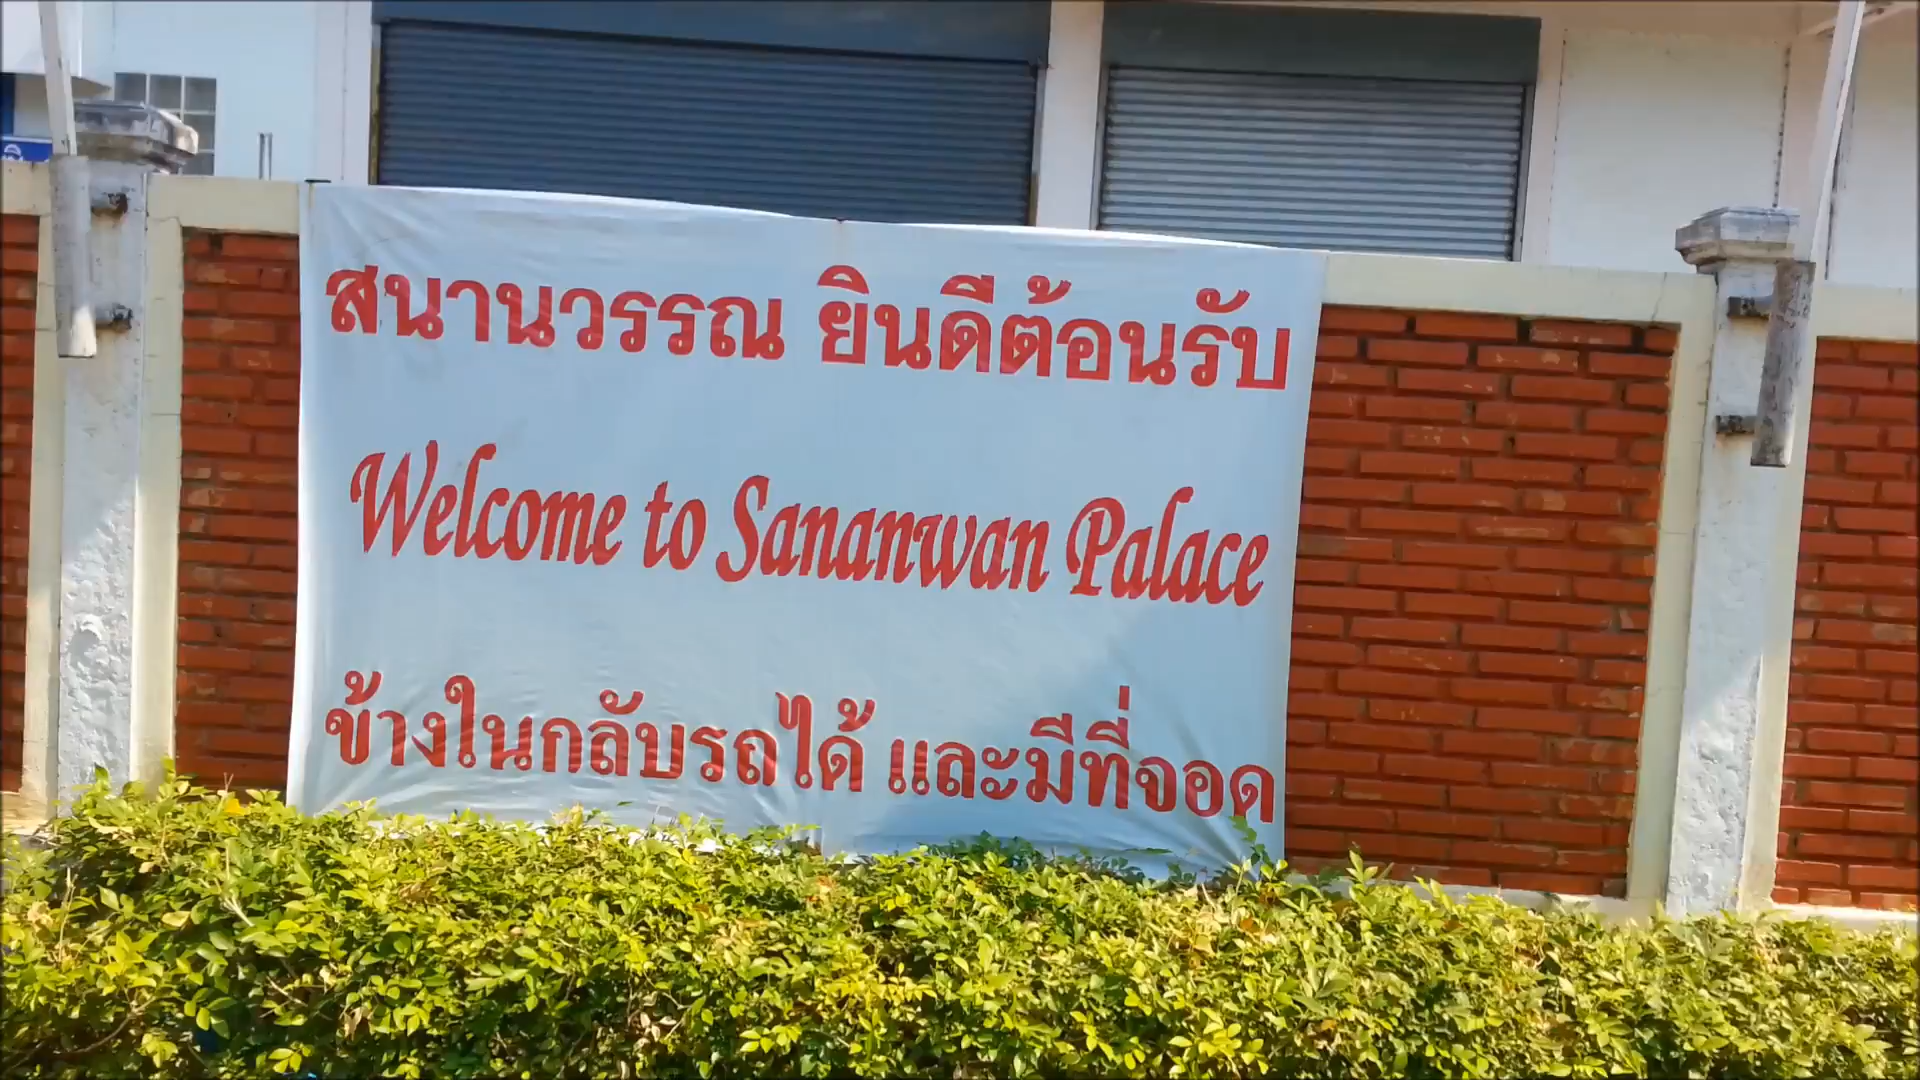 สนานวรรณ ยินดีต้อนรับ
Welcome to Sananwan Palace
ข้างในกลับรถได้ และมีที่จอด